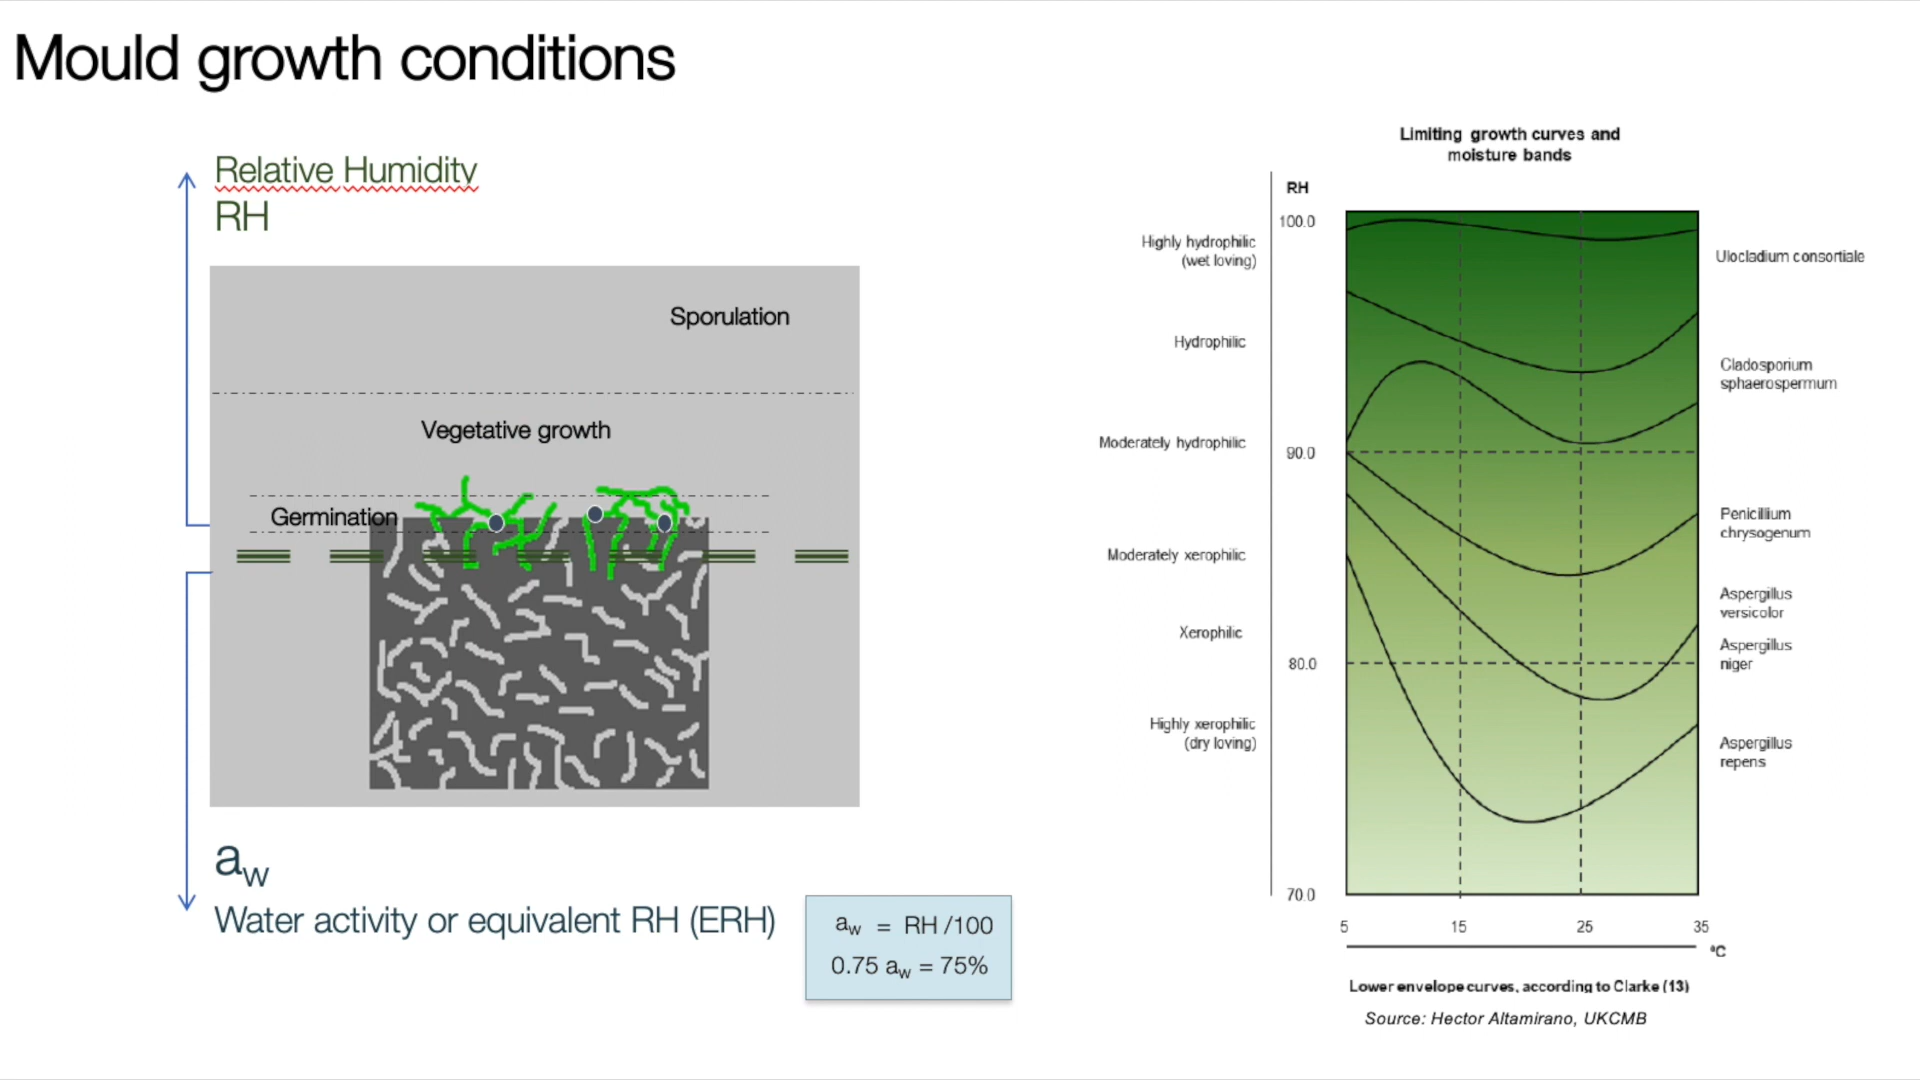 Mould growth conditions
Relative Humidity
RH
Sporulation
Vegetative growth
Germination
aw
Water activity or equivalent RH (ERH)
aw = RH /100
0.75 aw = 75%
Limiting growth curves and
moisture bands
RH
100.0
90.0
80.0
70.0
Highly hydrophilic
(wet loving)
Hydrophilic
Moderately hydrophilic
Moderately xerophilic
Xerophilic
Highly xerophilic
(dry loving)
Ulocladium consortiale
Cladosporium
sphaerospermum
Penicillium
chrysogenum
Aspergillus
versicolor
Aspergillus
niger
Aspergillus
repens
5 15 25 35
°C
Lower envelope curves, according to Clarke (13)
Source: Hector Altamirano, UKCMB